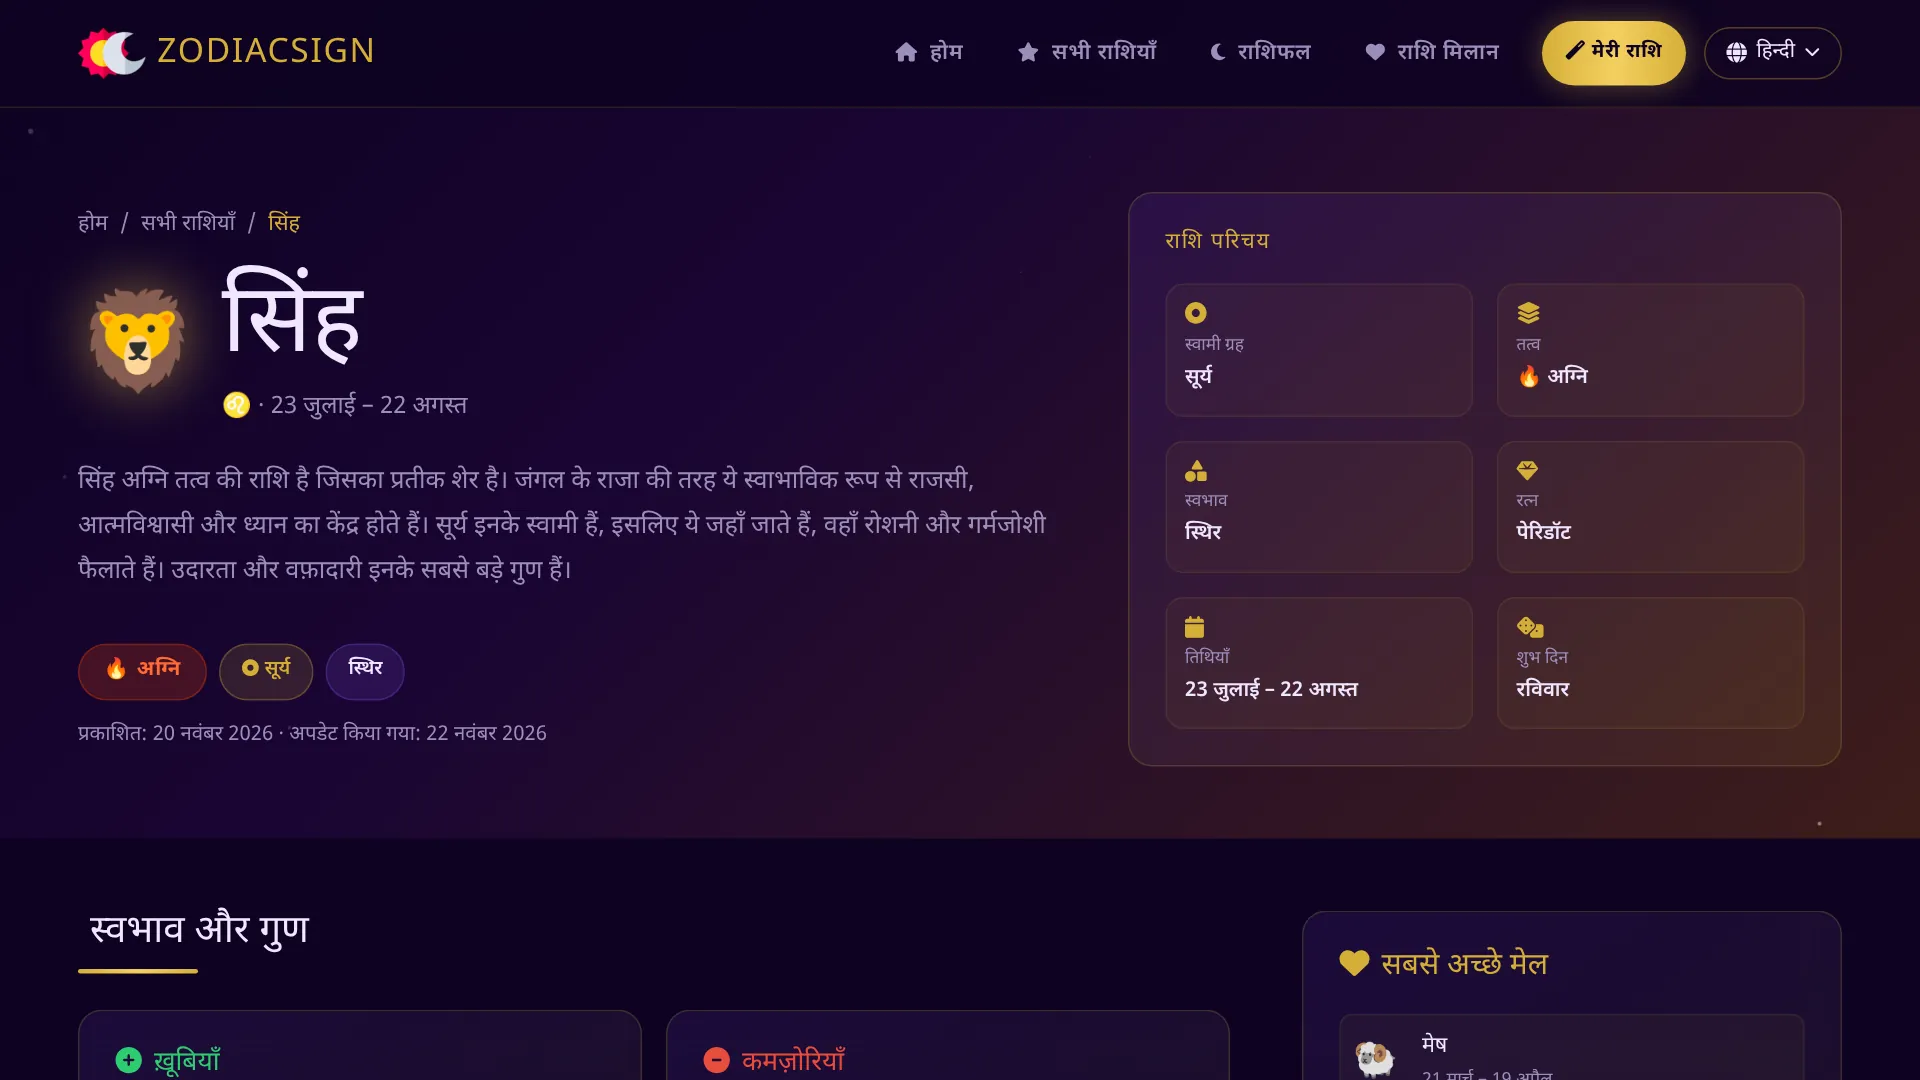 ZODIACSIGN
होम
सभी राशियाँ
राशिफल
राशि मिलान
मेरी राशि
हिन्दी
होम / सभी राशियाँ / सिंह
सिंह
· 23 जुलाई – 22 अगस्त
सिंह अग्नि तत्व की राशि है जिसका प्रतीक शेर है। जंगल के राजा की तरह ये स्वाभाविक रूप से राजसी,
आत्मविश्वासी और ध्यान का केंद्र होते हैं। सूर्य इनके स्वामी हैं, इसलिए ये जहाँ जाते हैं, वहाँ रोशनी और गर्मजोशी
फैलाते हैं। उदारता और वफ़ादारी इनके सबसे बड़े गुण हैं।
अग्नि
सूर्य
स्थिर
प्रकाशित: 20 नवंबर 2026 · अपडेट किया गया: 22 नवंबर 2026
राशि परिचय
स्वामी ग्रह
सूर्य
तत्व
अग्नि
स्वभाव
स्थिर
रत्न
पेरिडॉट
तिथियाँ
23 जुलाई – 22 अगस्त
शुभ दिन
रविवार
स्वभाव और गुण
ख़ूबियाँ
कमज़ोरियाँ
सबसे अच्छे मेल
मेष
21 मार्च – 19 अप्रैल